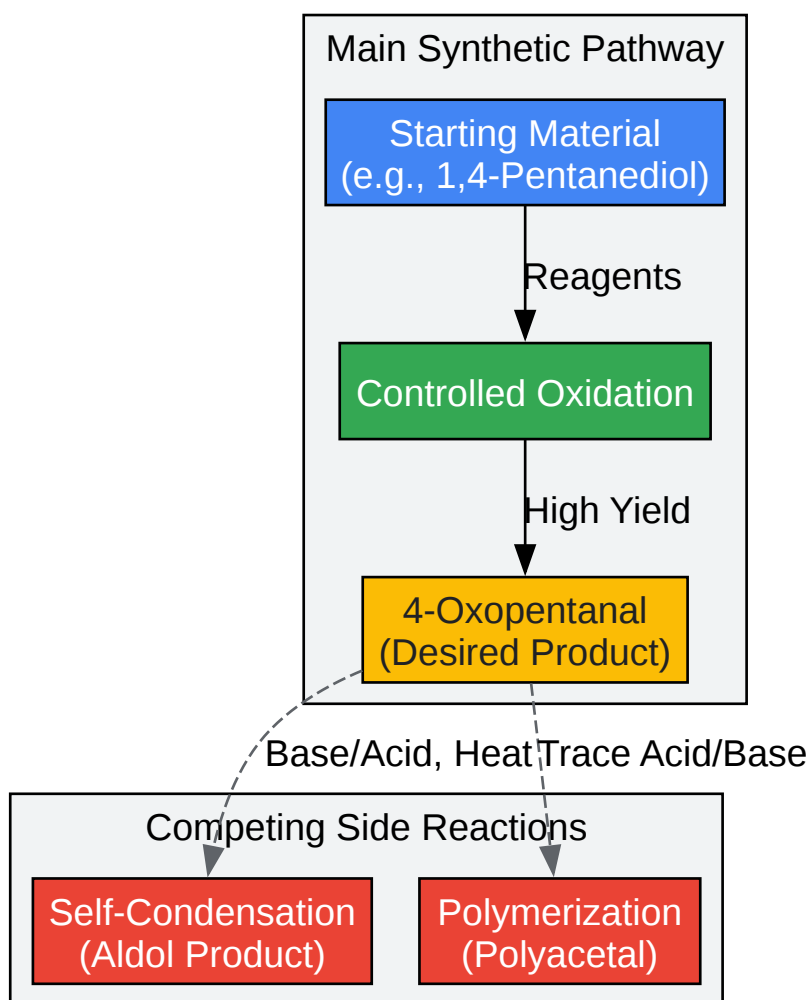 Main Synthetic Pathway
Starting Material
(e.g., 1,4-Pentanediol)
Reagents
Controlled Oxidation
High Yield
4-Oxopentanal
(Desired Product)
Base/Acid, Heat
Trace Acid/Base
Competing Side Reactions
Self-Condensation
(Aldol Product)
Polymerization
(Polyacetal)